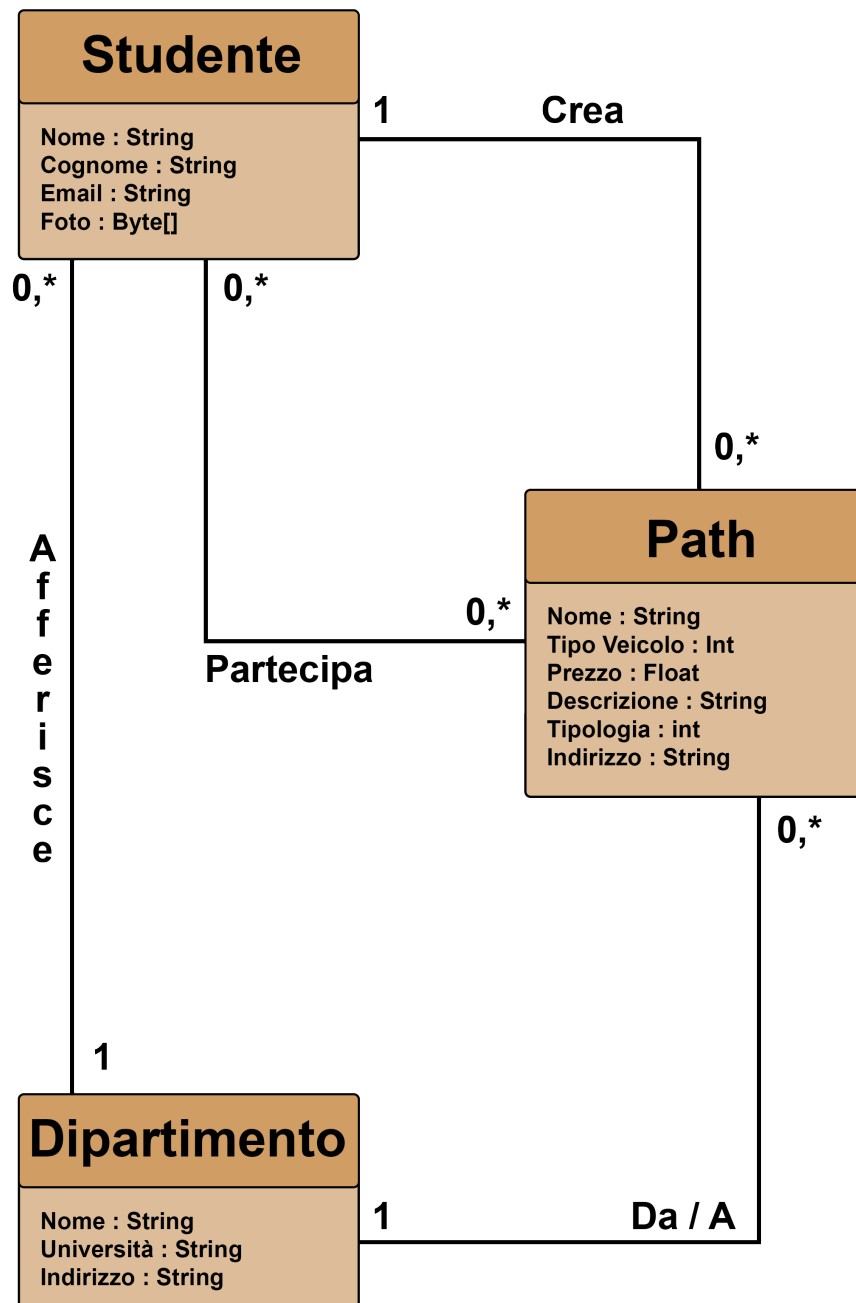 Studente
Nome : String
Cognome : String
Email : String
Foto : Byte[]
1
Crea
0,*
0,*
0,*
Path
Nome : String
Tipo Veicolo : Int
Prezzo : Float
Descrizione : String
Tipologia : int
Indirizzo : String
0,*
Partecipa
Afferisce
0,*
1
Dipartimento
Nome : String
Università : String
Indirizzo : String
1
Da / A